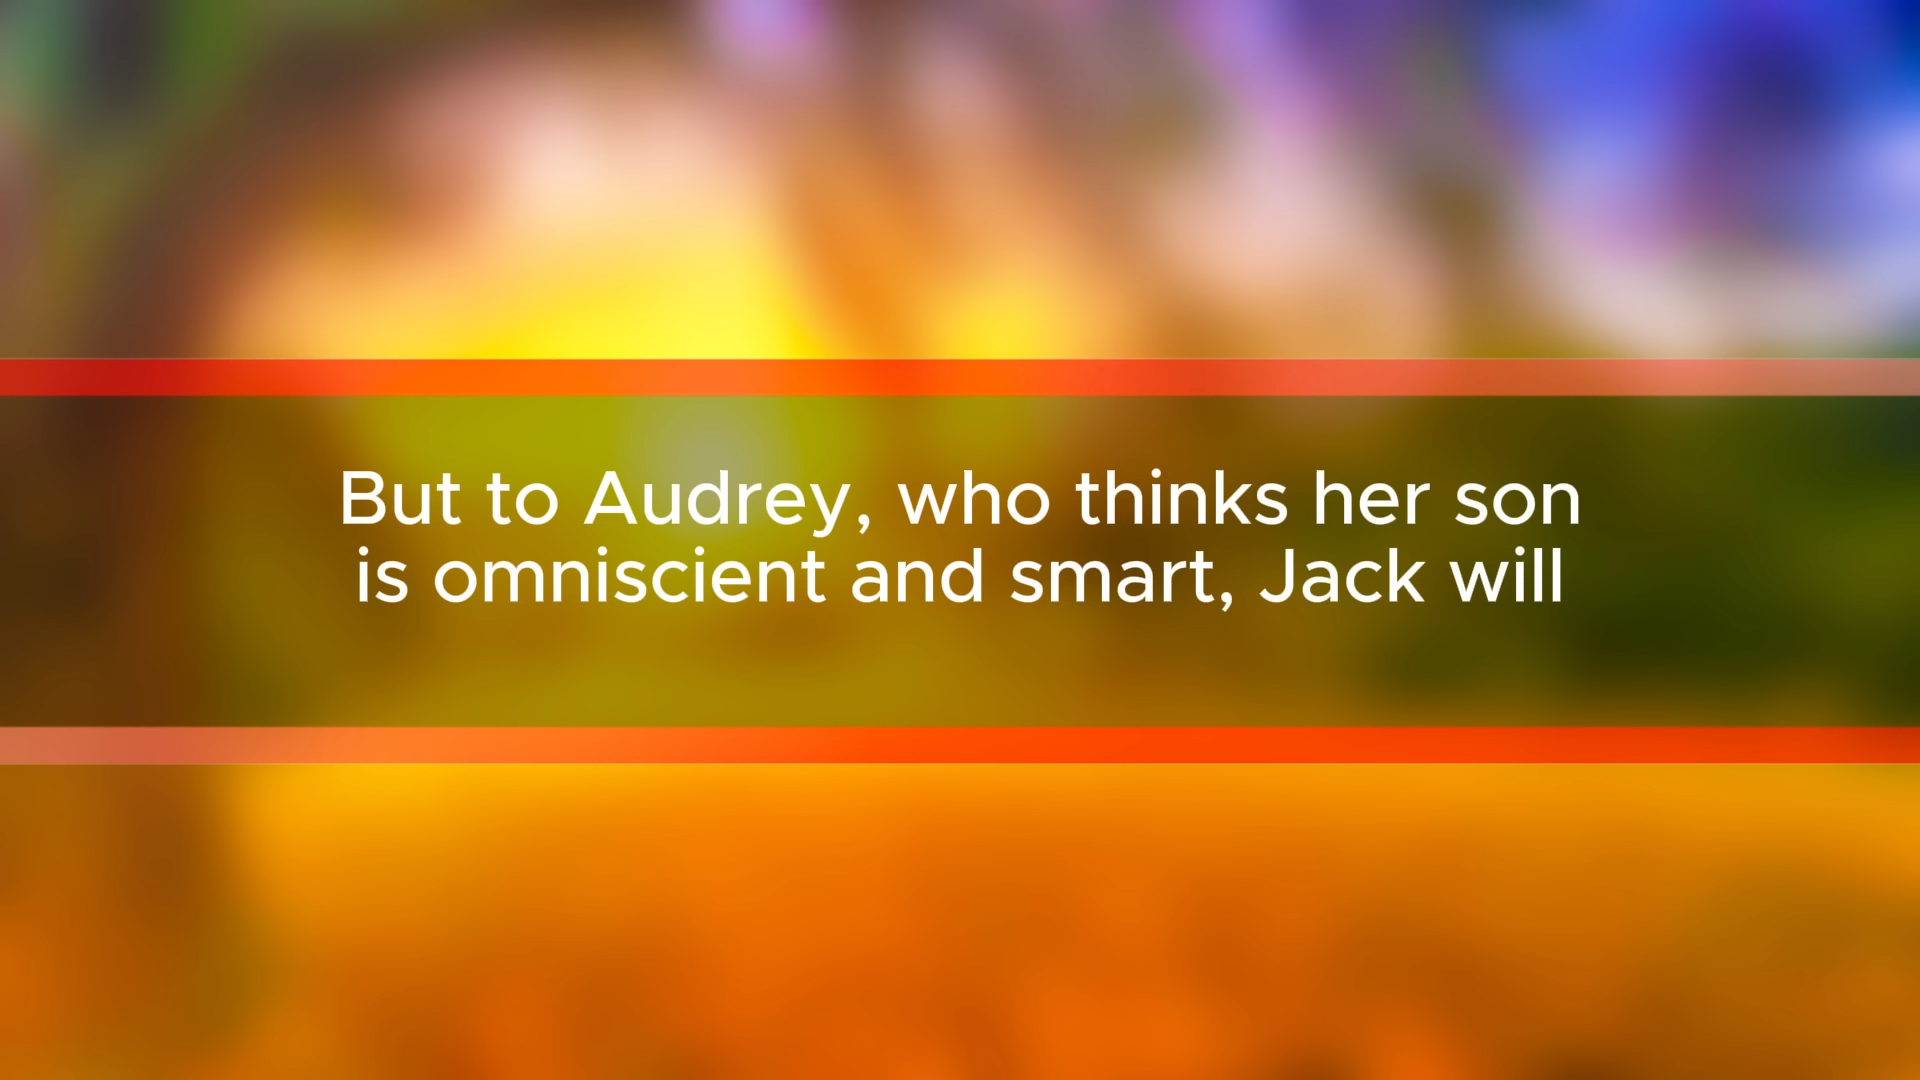 But to Audrey, who thinks her son
is omniscient and smart, Jack will